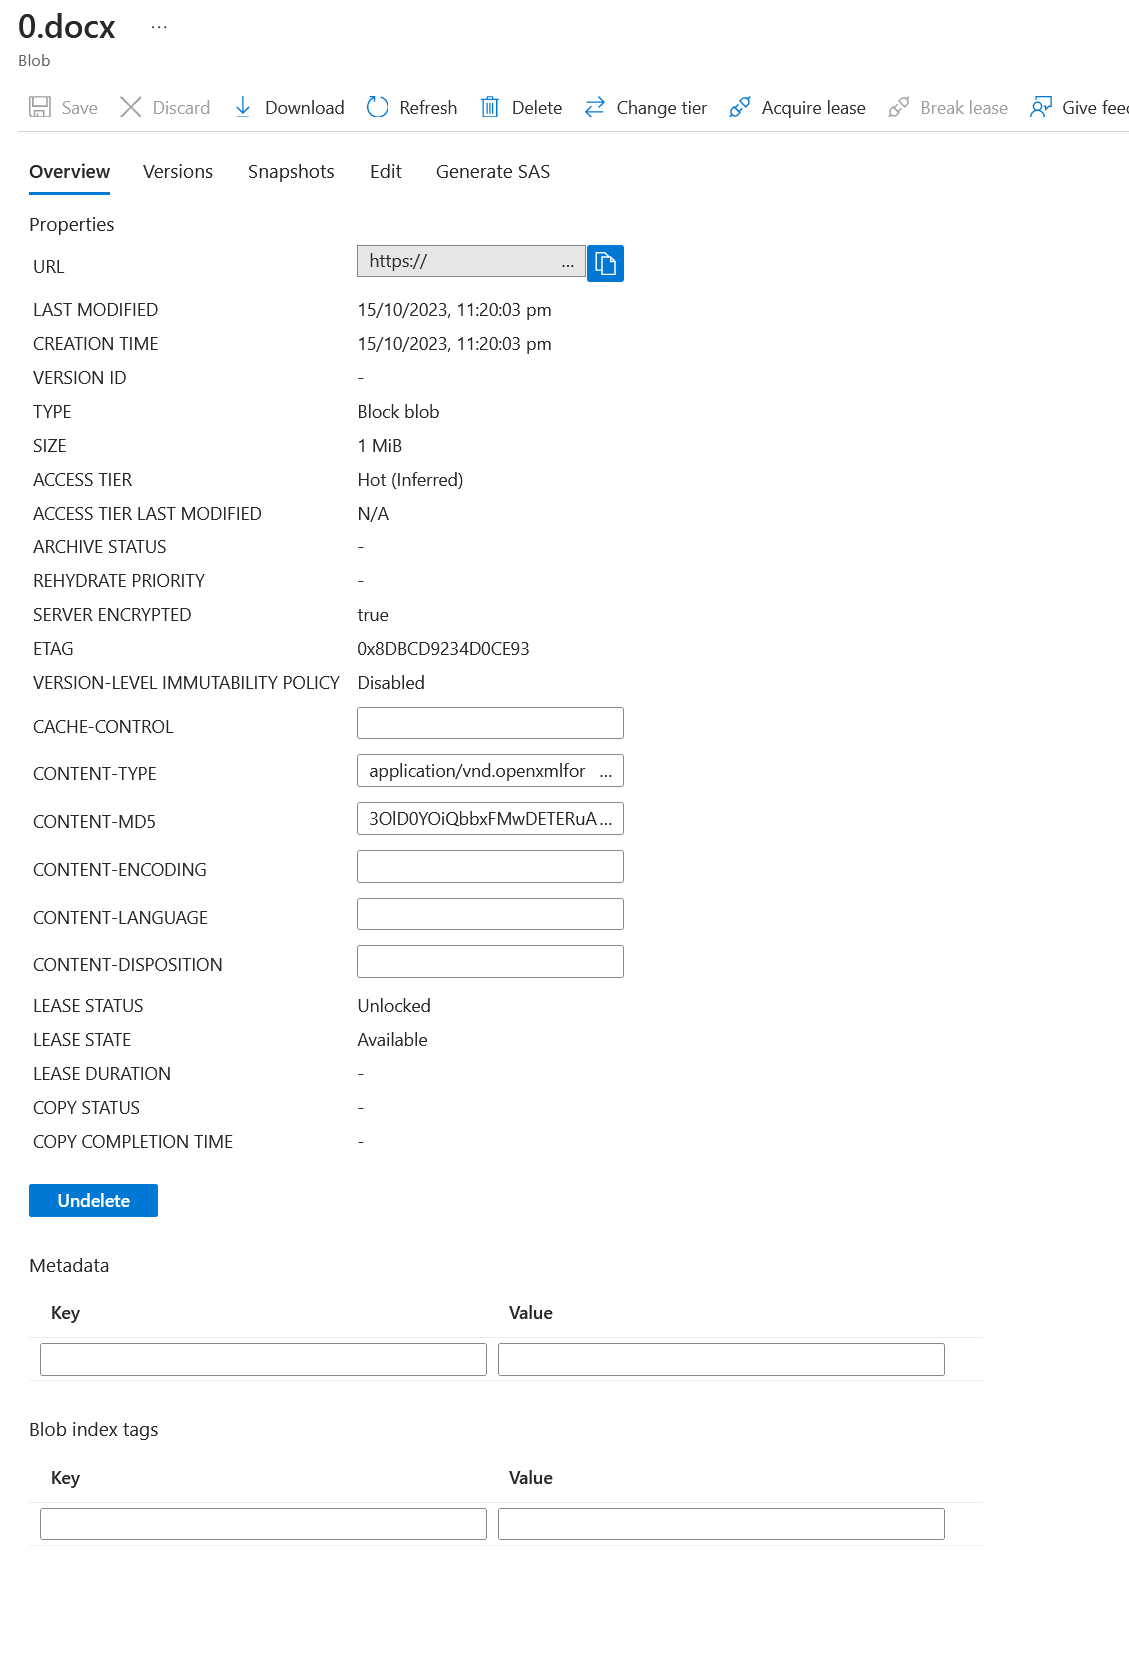 0.docx ...
Blob
Save Discard Download Refresh Delete Change tier Acquire lease Break lease Give feed
Overview Versions Snapshots Edit Generate SAS
Properties
URL https:// ...
LAST MODIFIED 15/10/2023, 11:20:03 pm
CREATION TIME 15/10/2023, 11:20:03 pm
VERSION ID -
TYPE Block blob
SIZE 1 MiB
ACCESS TIER Hot (Inferred)
ACCESS TIER LAST MODIFIED N/A
ARCHIVE STATUS -
REHYDRATE PRIORITY -
SERVER ENCRYPTED true
ETAG 0x8DBCD9234D0CE93
VERSION-LEVEL IMMUTABILITY POLICY Disabled
CACHE-CONTROL
CONTENT-TYPE application/vnd.openxmlfor ...
CONTENT-MD5 3OlD0YOiQbbxFMwDETERuA...
CONTENT-ENCODING
CONTENT-LANGUAGE
CONTENT-DISPOSITION
LEASE STATUS Unlocked
LEASE STATE Available
LEASE DURATION -
COPY STATUS -
COPY COMPLETION TIME -
Undelete
Metadata
Key Value
Blob index tags
Key Value